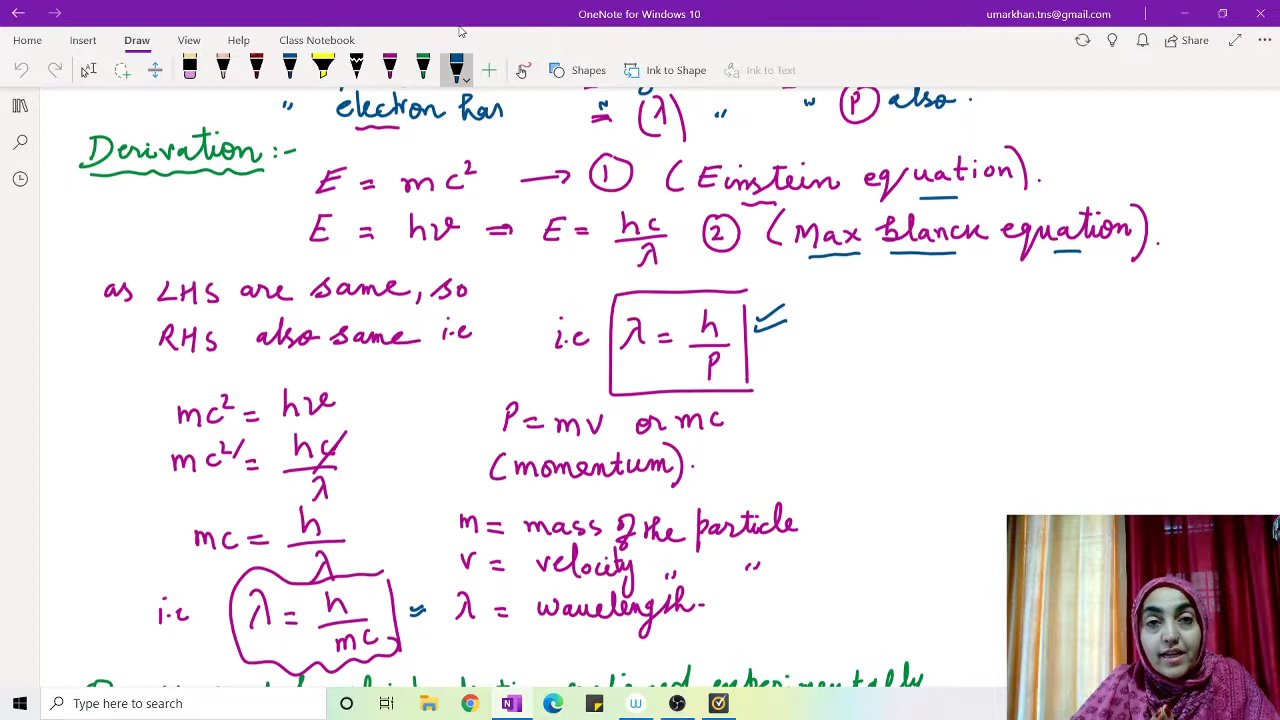 OneNote for Windows 10
umarkhan.tns@gmail.com
Home Insert Draw View Help Class Notebook
Share
Shapes Ink to Shape Ink to Text
" electron has " (λ) " " (P) also.
Derivation :-
E = mc² → ① (Einstein equation).
E = hν ⇒ E = hc/λ ② (Max blanck equation).
as LHS are same, so
RHS also same i.e
i.e λ = h/P
mc² = hν
mc² = hc/λ
mc = h/λ
i.e λ = h/mc
P = mv or mc
(momentum).
m = mass of the particle
v = velocity " "
λ = wavelength-
experimentally
Type here to search